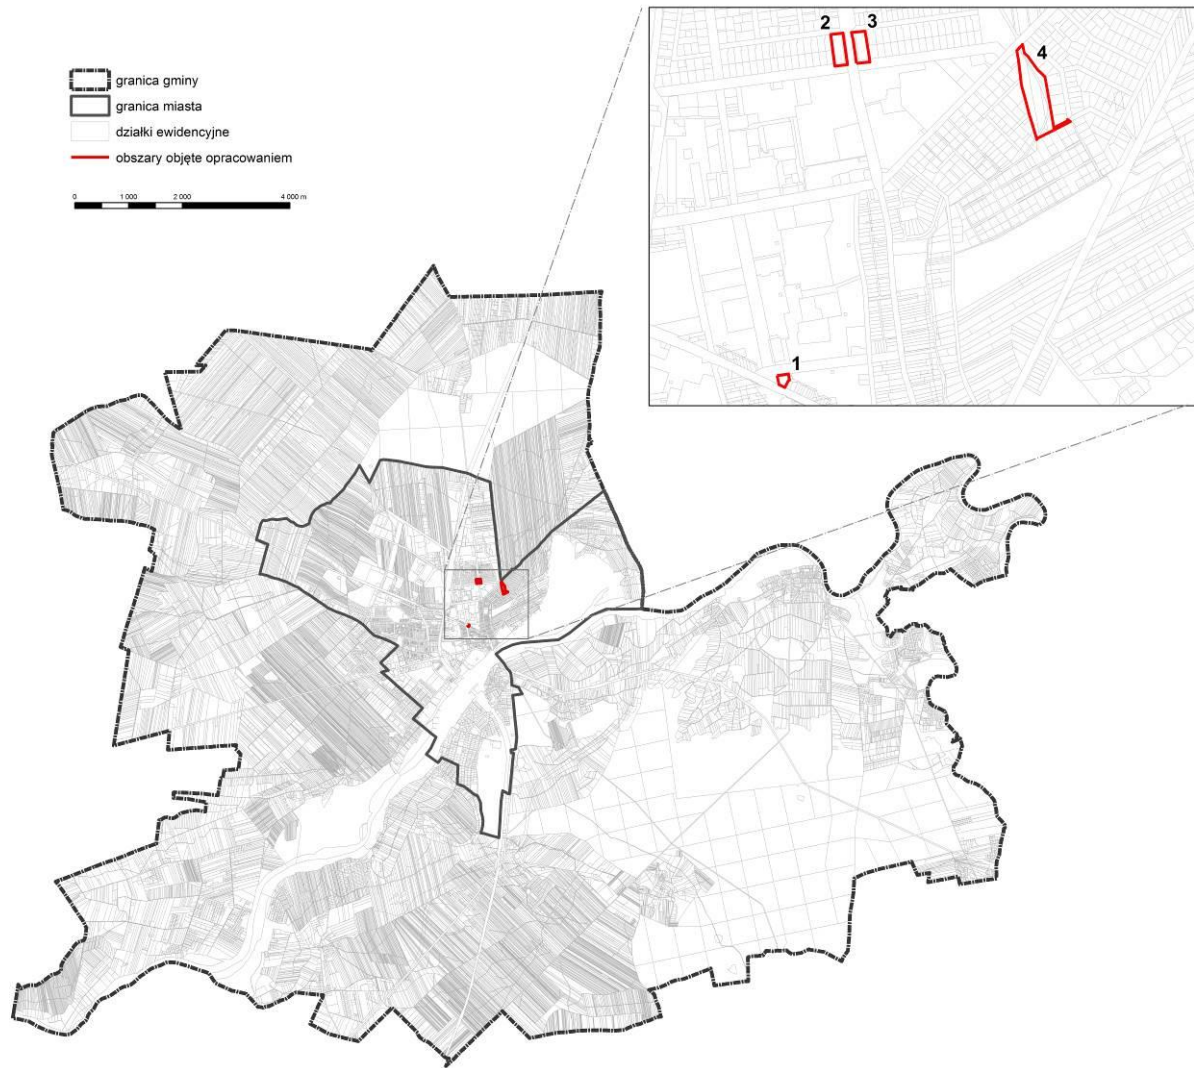 granica gminy
granica miasta
działki ewidencyjne
obszary objęte opracowaniem
0 1 000 2 000 4 000 m
2 3
4
1